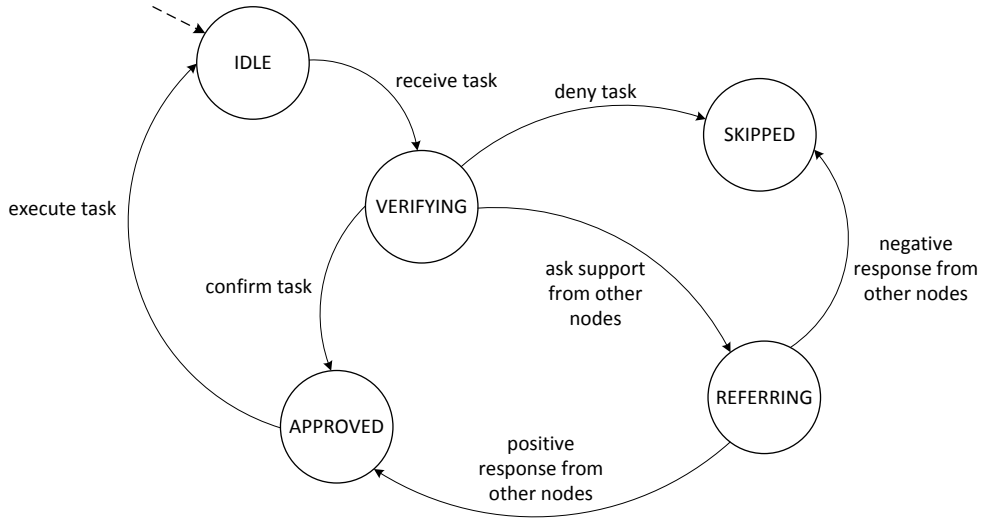 IDLE
receive task
deny task
SKIPPED
VERIFYING
execute task
confirm task
ask support
from other
nodes
negative
response from
other nodes
REFERRING
APPROVED
positive
response from
other nodes